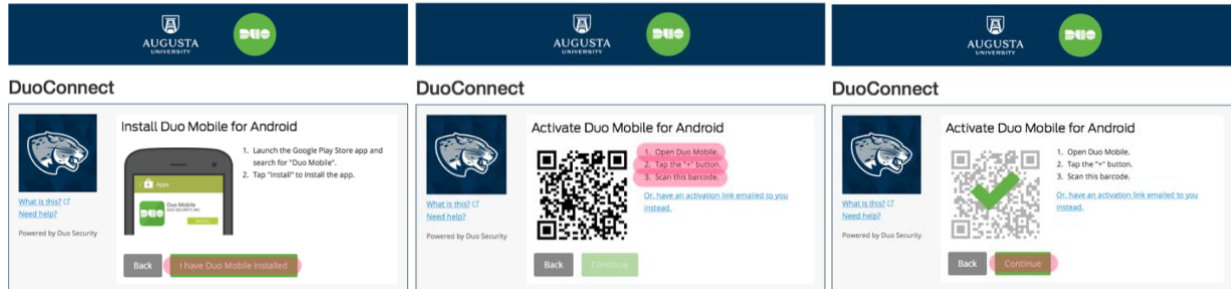 AUGUSTA
UNIVERSITY
DUO
DuoConnect
Install Duo Mobile for Android
1. Launch the Google Play Store app and
search for "Duo Mobile".
2. Tap "Install" to install the app.
Apps
Duo Mobile
DUO SECURITY, INC.
What is this?
Need help?
Powered by Duo Security
Back
I have Duo Mobile installed
AUGUSTA
UNIVERSITY
DUO
DuoConnect
Activate Duo Mobile for Android
1. Open Duo Mobile.
2. Tap the "+" button.
3. Scan this barcode.
Or, have an activation link emailed to you
instead.
What is this?
Need help?
Powered by Duo Security
Back
Continue
AUGUSTA
UNIVERSITY
DUO
DuoConnect
Activate Duo Mobile for Android
1. Open Duo Mobile.
2. Tap the "+" button.
3. Scan this barcode.
Or, have an activation link emailed to you
instead.
What is this?
Need help?
Powered by Duo Security
Back
Continue